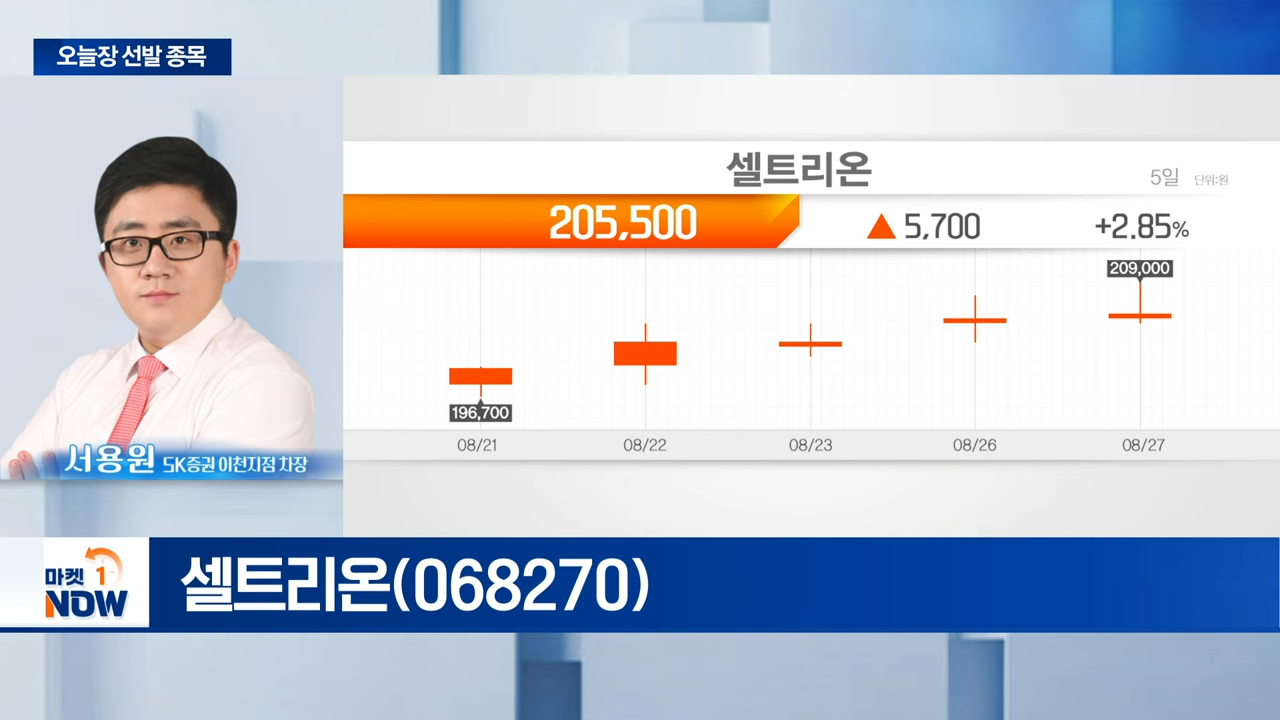 오늘장 선발 종목
서용원 SK증권 이천지점 차장
셀트리온
5일 단위:원
205,500 ▲ 5,700 +2.85%
209,000
196,700
08/21 08/22 08/23 08/26 08/27
마켓 1
NOW
셀트리온(068270)